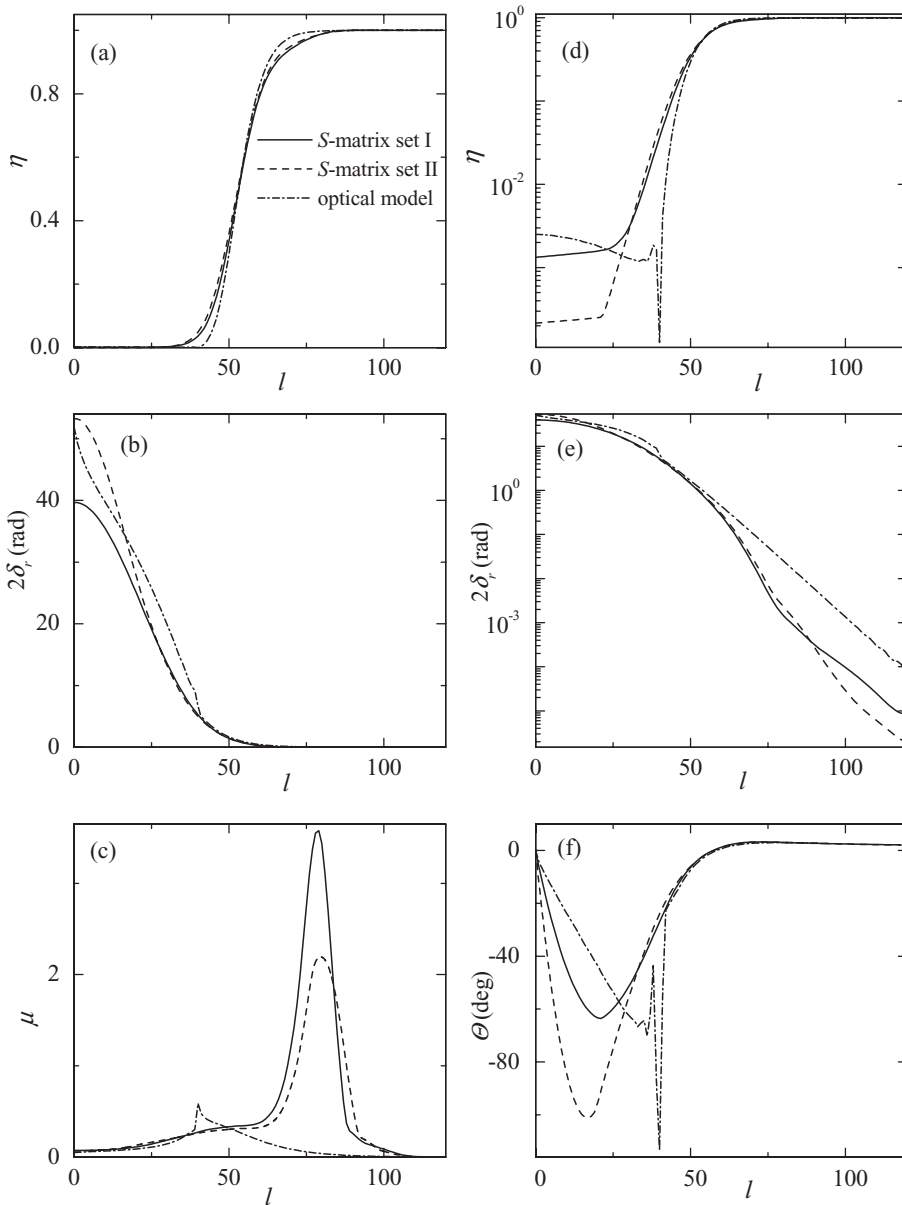 (a)
η
0.8
0.4
0.0
S-matrix set I
S-matrix set II
optical model
0
50
100
l
(d)
η
10^0
10^-2
0
50
100
l
(b)
2δ_r (rad)
40
20
0
0
50
100
l
(e)
2δ_r (rad)
10^0
10^-3
0
50
100
l
(c)
μ
2
0
0
50
100
l
(f)
Θ (deg)
0
-40
-80
0
50
100
l